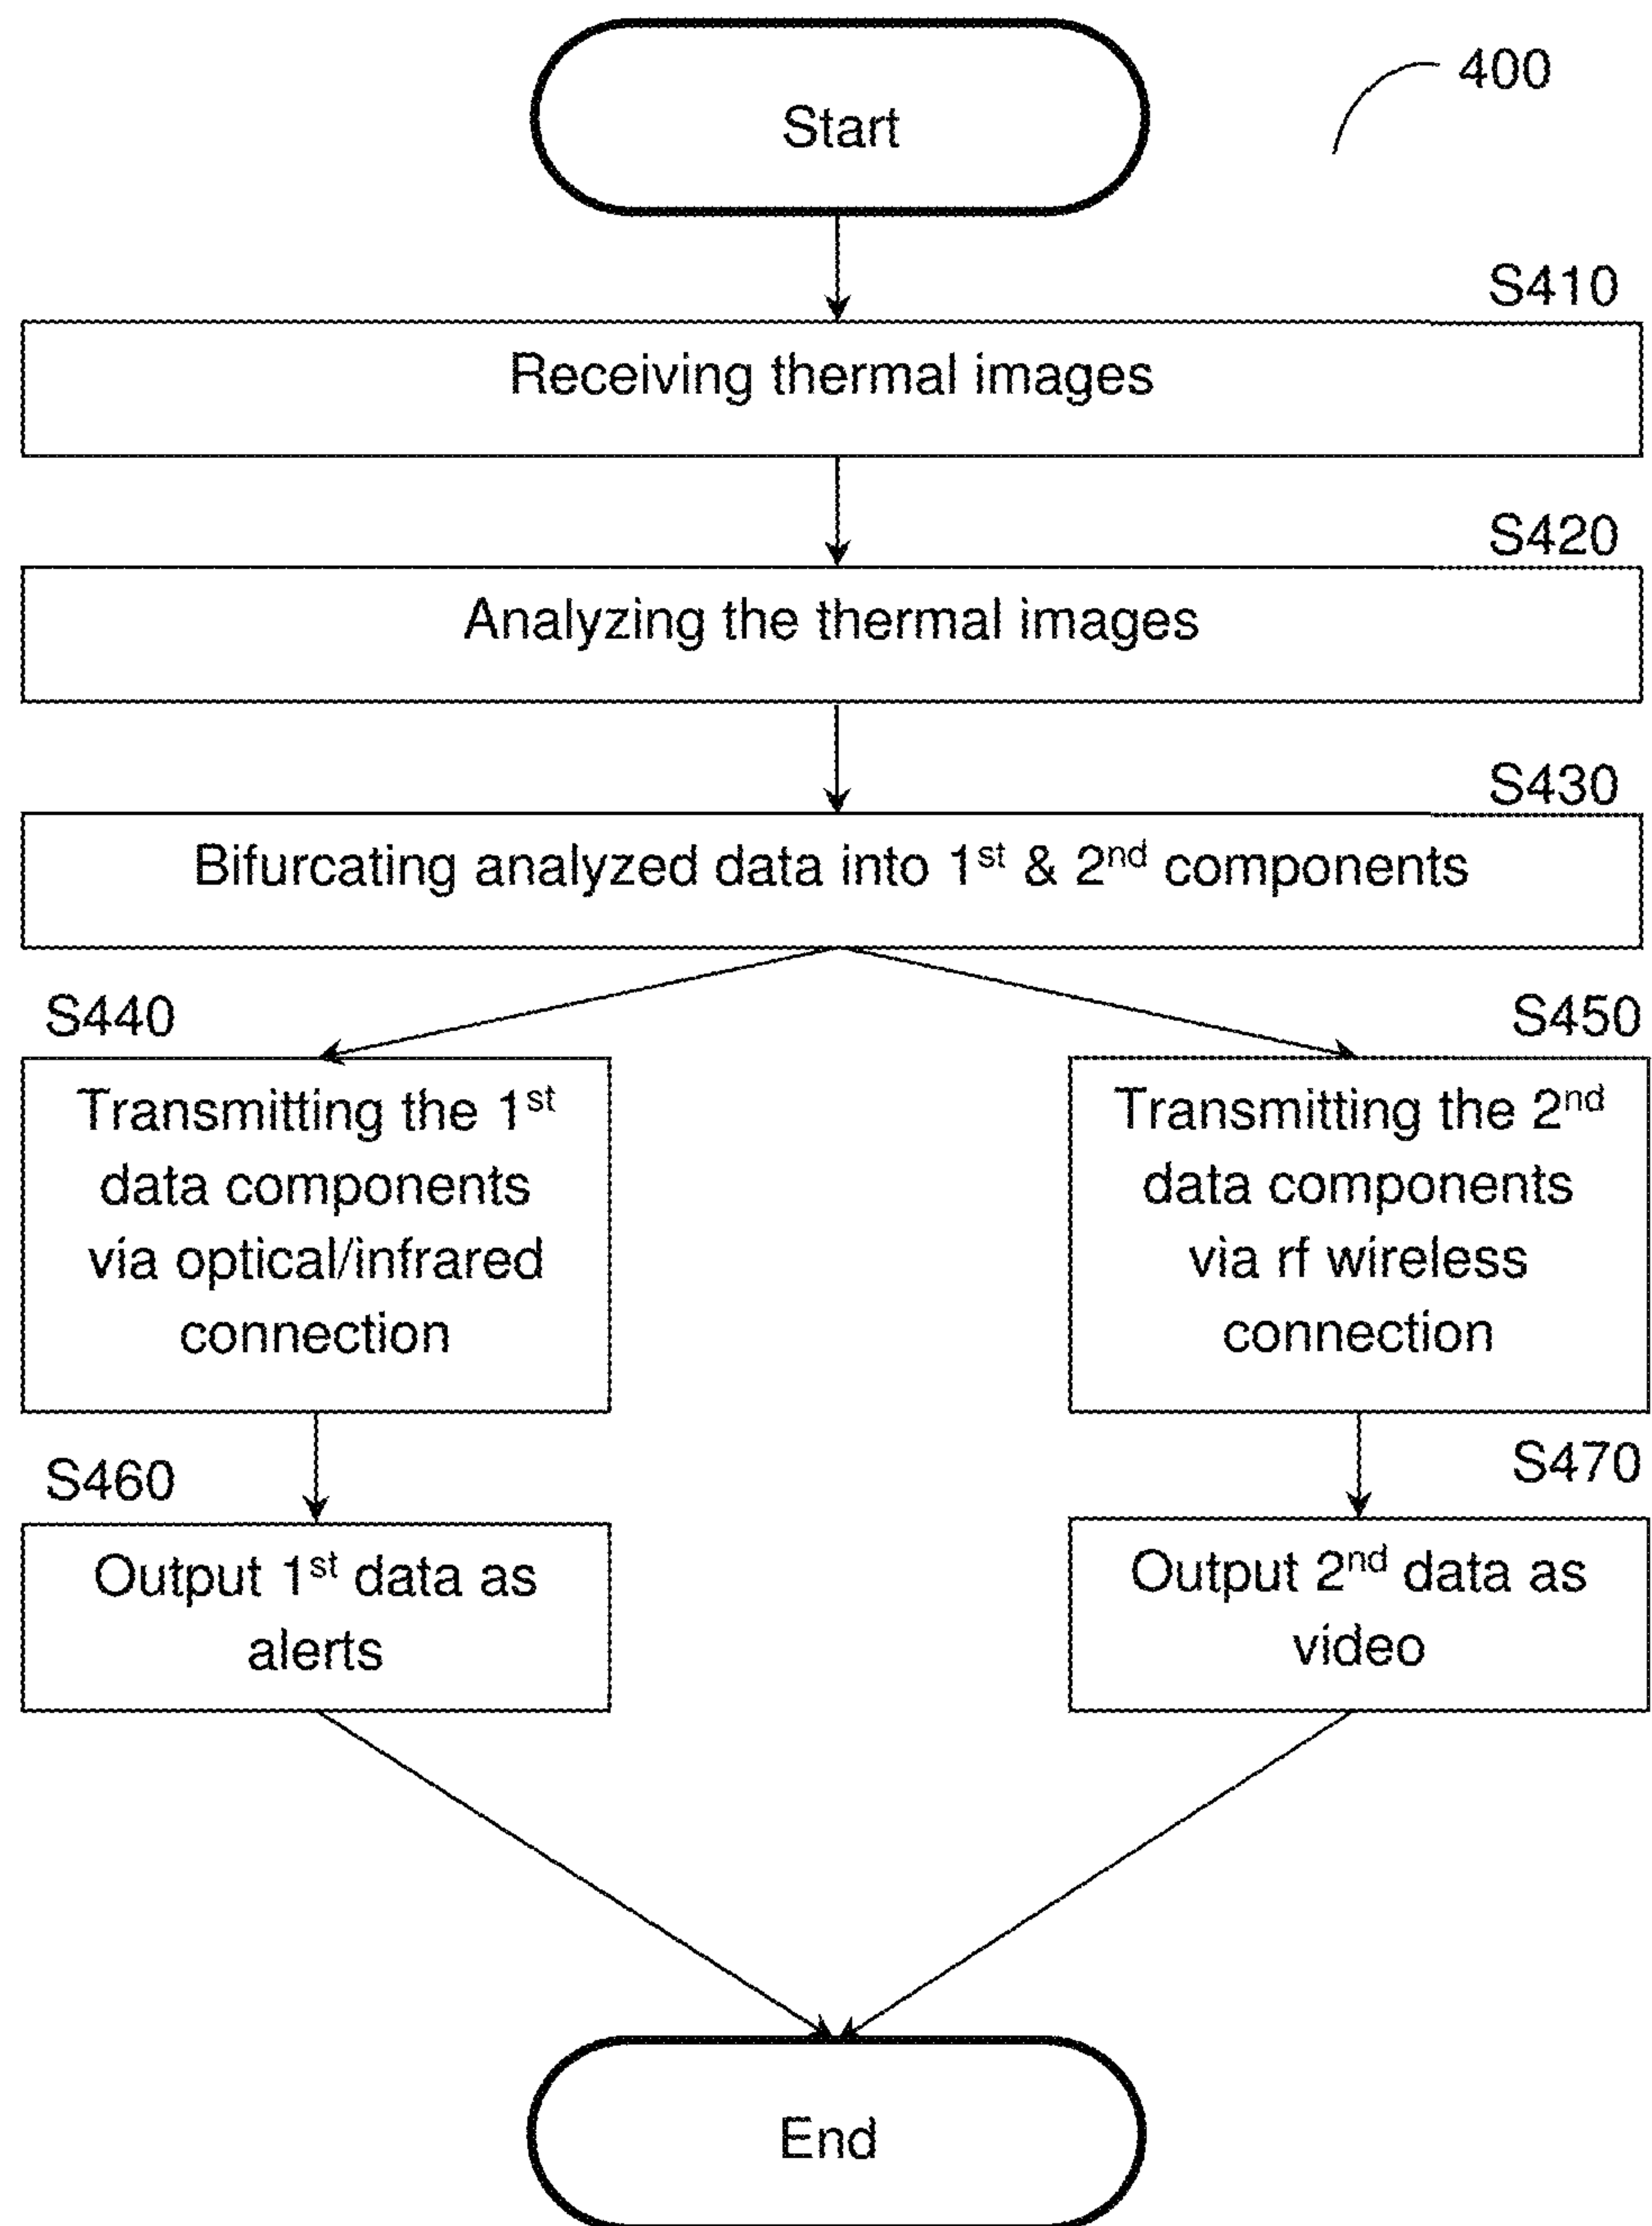 Start
400
S410
Receiving thermal images
S420
Analyzing the thermal images
S430
Bifurcating analyzed data into 1st & 2nd components
S440
Transmitting the 1st
data components
via optical/infrared
connection
S450
Transmitting the 2nd
data components
via rf wireless
connection
S460
Output 1st data as
alerts
S470
Output 2nd data as
video
End